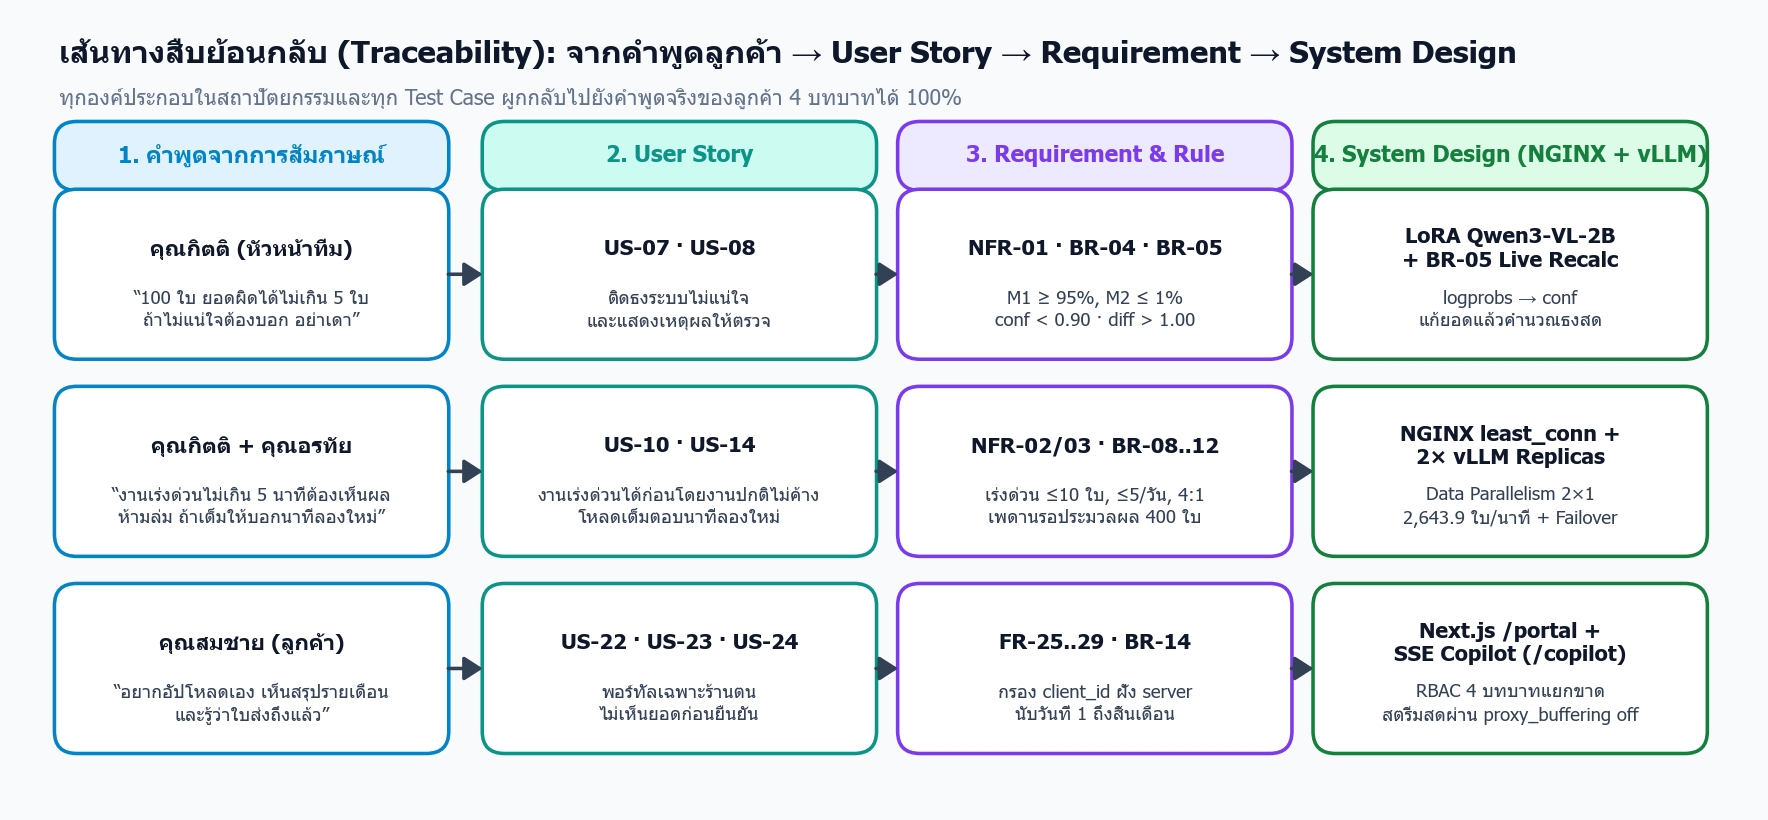 เส้นทางสืบย้อนกลับ (Traceability): จากคำพูดลูกค้า → User Story → Requirement → System Design
ทุกองค์ประกอบในสถาปัตยกรรมและทุก Test Case ผูกกลับไปยังคำพูดจริงของลูกค้า 4 บทบาทได้ 100%
1. คำพูดจากการสัมภาษณ์
2. User Story
3. Requirement & Rule
4. System Design (NGINX + vLLM)
คุณกิตติ (หัวหน้าทีม)
“100 ใบ ยอดผิดได้ไม่เกิน 5 ใบ
ถ้าไม่แน่ใจต้องบอก อย่าเดา”
US-07 · US-08
ติดธงระบบไม่แน่ใจ
และแสดงเหตุผลให้ตรวจ
NFR-01 · BR-04 · BR-05
M1 ≥ 95%, M2 ≤ 1%
conf < 0.90 · diff > 1.00
LoRA Qwen3-VL-2B
+ BR-05 Live Recalc
logprobs → conf
แก้ยอดแล้วคำนวณธงสด
คุณกิตติ + คุณอรทัย
“งานเร่งด่วนไม่เกิน 5 นาทีต้องเห็นผล
ห้ามล่ม ถ้าเต็มให้บอกนาทีลองใหม่”
US-10 · US-14
งานเร่งด่วนได้ก่อนโดยงานปกติไม่ค้าง
โหลดเต็มตอบนาทีลองใหม่
NFR-02/03 · BR-08..12
เร่งด่วน ≤10 ใบ, ≤5/วัน, 4:1
เพดานรอประมวลผล 400 ใบ
NGINX least_conn +
2× vLLM Replicas
Data Parallelism 2×1
2,643.9 ใบ/นาที + Failover
คุณสมชาย (ลูกค้า)
“อยากอัปโหลดเอง เห็นสรุปรายเดือน
และรู้ว่าใบส่งถึงแล้ว”
US-22 · US-23 · US-24
พอร์ทัลเฉพาะร้านตน
ไม่เห็นยอดก่อนยืนยัน
FR-25..29 · BR-14
กรอง client_id ฝั่ง server
นับวันที่ 1 ถึงสิ้นเดือน
Next.js /portal +
SSE Copilot (/copilot)
RBAC 4 บทบาทแยกขาด
สตรีมสดผ่าน proxy_buffering off